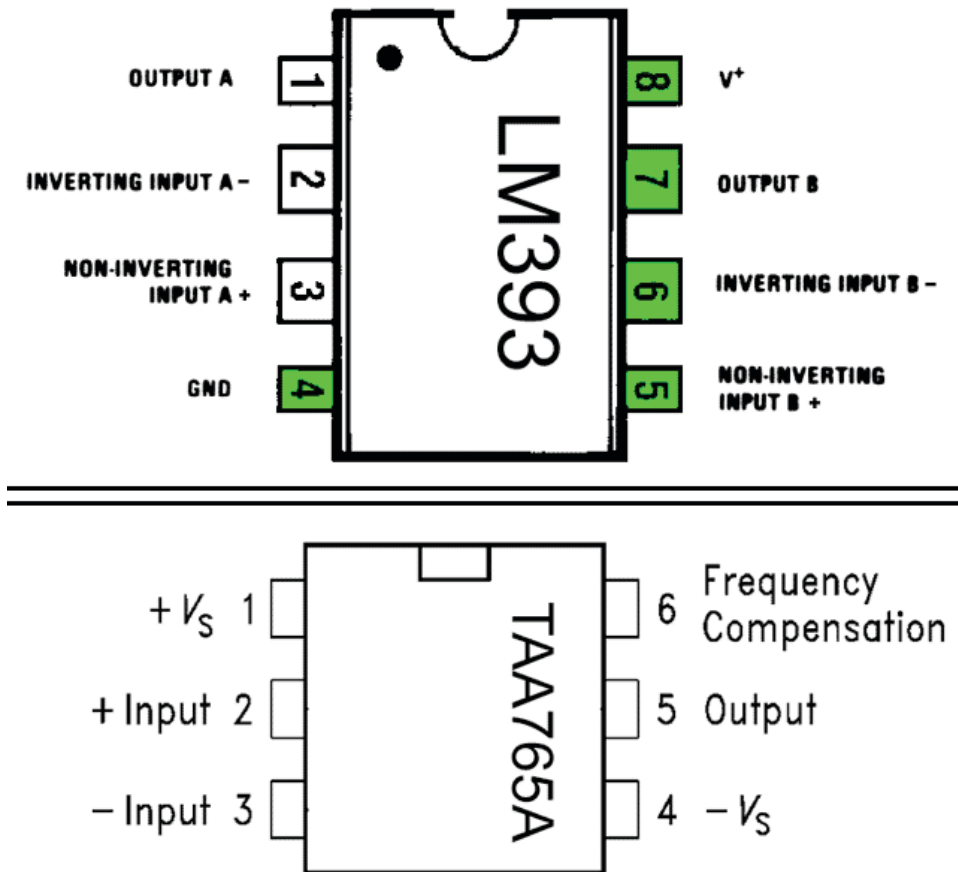 OUTPUT A 1
INVERTING INPUT A - 2
NON-INVERTING
INPUT A + 3
GND 4
LM393
8 V+
7 OUTPUT B
6 INVERTING INPUT B -
5 NON-INVERTING
INPUT B +
+VS 1
+ Input 2
- Input 3
TAA765A
6 Frequency
Compensation
5 Output
4 -VS